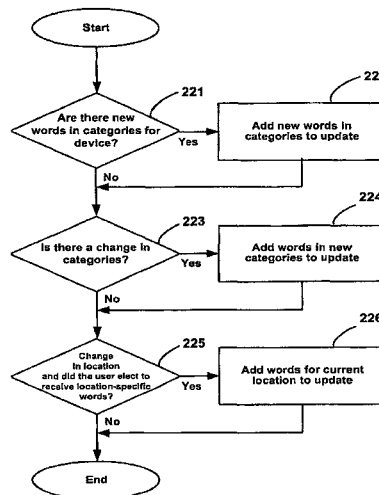 Start
221
Are there new
words in categories for
device?
Yes
22
Add new words in
categories to update
No
223
Is there a change in
categories?
Yes
224
Add words in new
categories to update
No
225
Change
in location
and did the user elect to
receive location-specific
words?
Yes
226
Add words for current
location to update
No
End